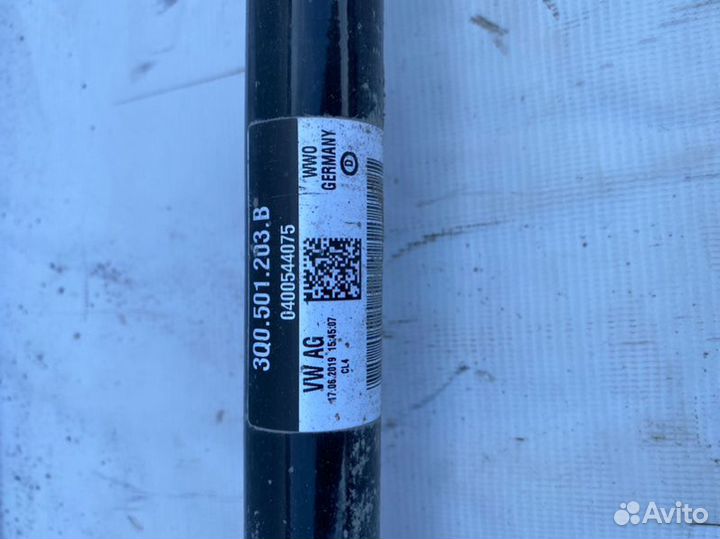 3Q0.501.203.B
0400544075
VW AG
17.06.2019 15:45:07
CL4
WWO
GERMANY
D
Avito